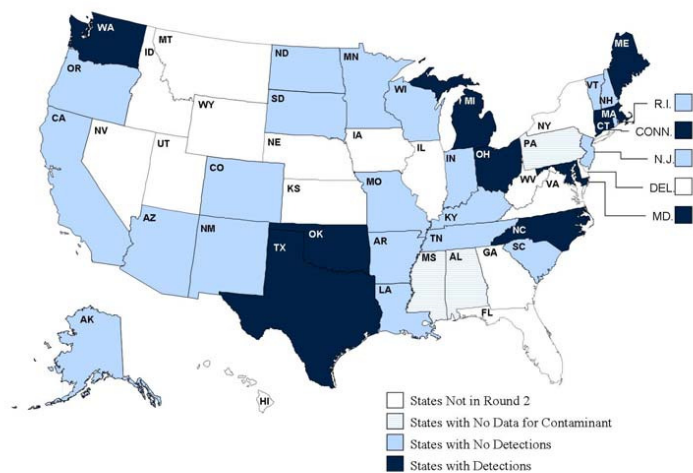 WA
ME
MT
ND
ID
MN
OR
VT
NH
WI
MI
MA
R.I.
SD
CT
CONN.
WY
NY
CA
PA
N.J.
IA
NE
NV
OH
IL
IN
UT
DEL.
WV
CO
VA
KS
MO
MD.
KY
NC
AZ
OK
TN
NM
AR
SC
TX
MS
AL
GA
LA
FL
AK
HI
States Not in Round 2
States with No Data for Contaminant
States with No Detections
States with Detections